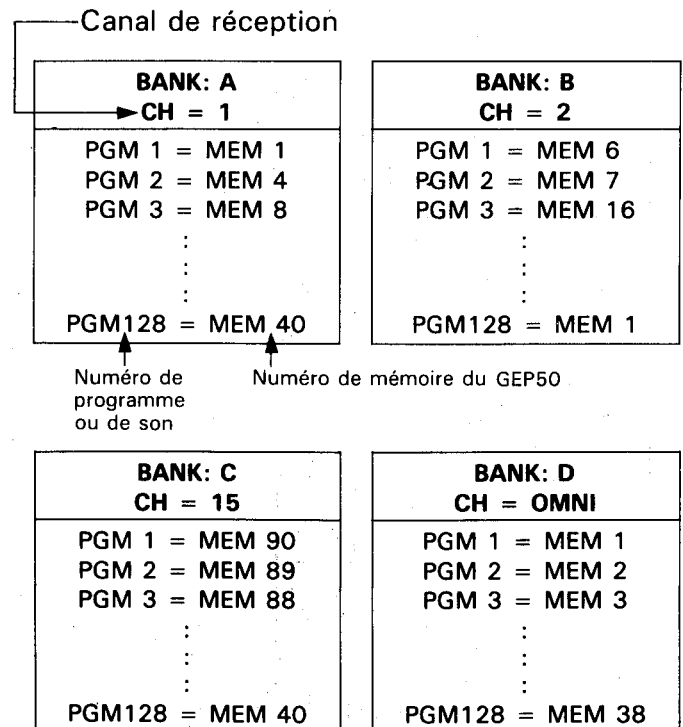 Canal de réception
BANK: A
CH = 1
PGM 1 = MEM 1
PGM 2 = MEM 4
PGM 3 = MEM 8
:
:
:
PGM128 = MEM 40
BANK: B
CH = 2
PGM 1 = MEM 6
PGM 2 = MEM 7
PGM 3 = MEM 16
:
:
:
PGM128 = MEM 1
Numéro de
programme
ou de son
Numéro de mémoire du GEP50
BANK: C
CH = 15
PGM 1 = MEM 90
PGM 2 = MEM 89
PGM 3 = MEM 88
:
:
:
PGM128 = MEM 40
BANK: D
CH = OMNI
PGM 1 = MEM 1
PGM 2 = MEM 2
PGM 3 = MEM 3
:
:
:
PGM128 = MEM 38